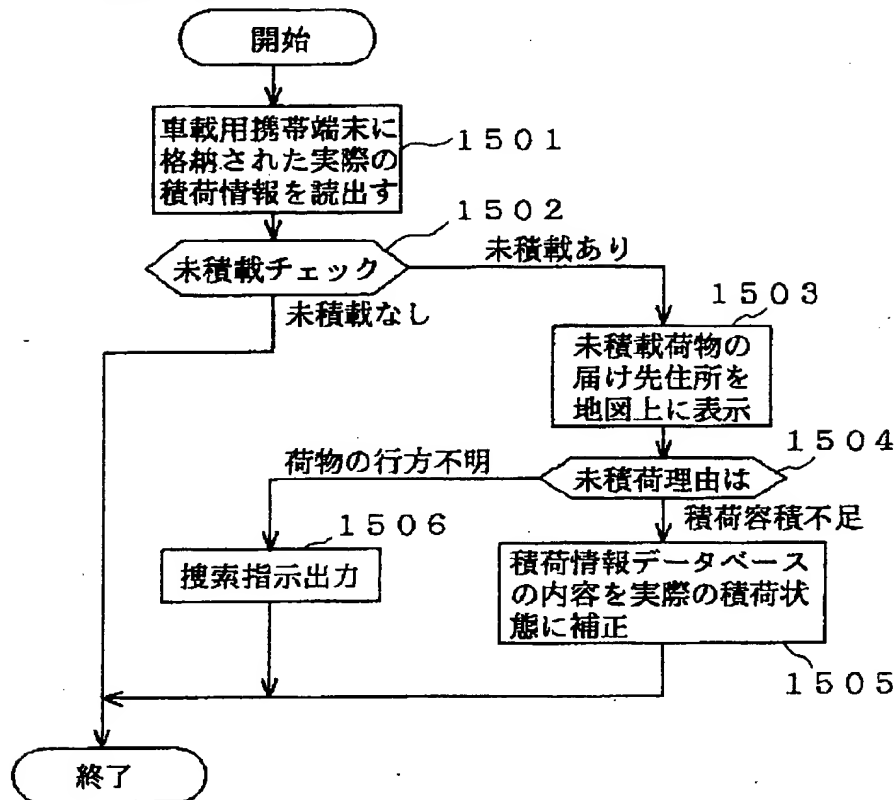 開始
車載用携帯端末に
格納された実際の
積荷情報を読出す
１５０１
１５０２
未積載チェック
未積載あり
未積載なし
１５０３
未積載荷物の
届け先住所を
地図上に表示
１５０４
荷物の行方不明
未積荷理由は
積荷容積不足
１５０６
捜索指示出力
積荷情報データベース
の内容を実際の積荷状
態に補正
１５０５
終了